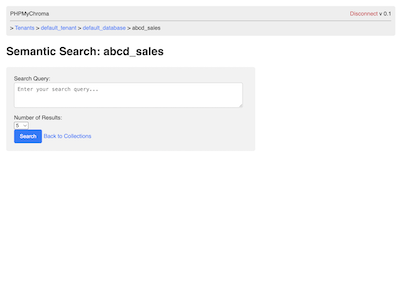 PHPMyChroma
Disconnect v 0.1
> Tenants > default_tenant > default_database > abcd_sales
Semantic Search: abcd_sales
Search Query:
Enter your search query...
Number of Results:
5
Search Back to Collections